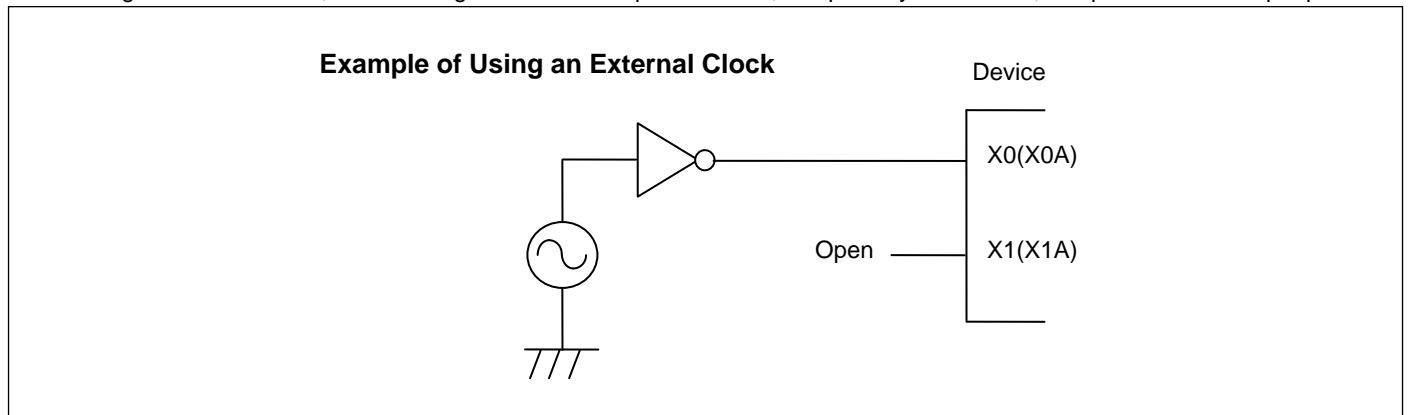 Example of Using an External Clock
Device
X0(X0A)
Open
X1(X1A)